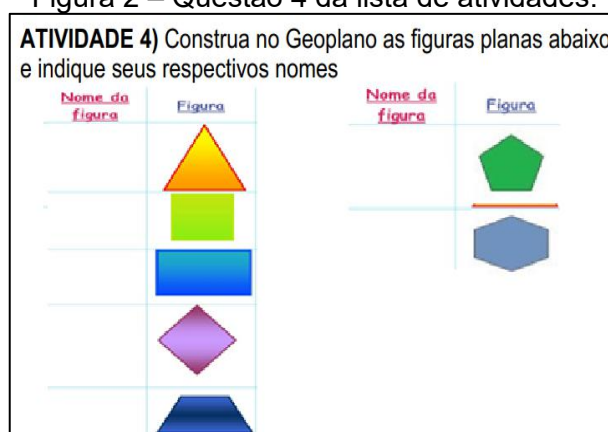 Figura 2 – Questão 4 da lista de atividades.
ATIVIDADE 4) Construa no Geoplano as figuras planas abaixo
e indique seus respectivos nomes
Nome da
figura
Figura
Nome da
figura
Figura